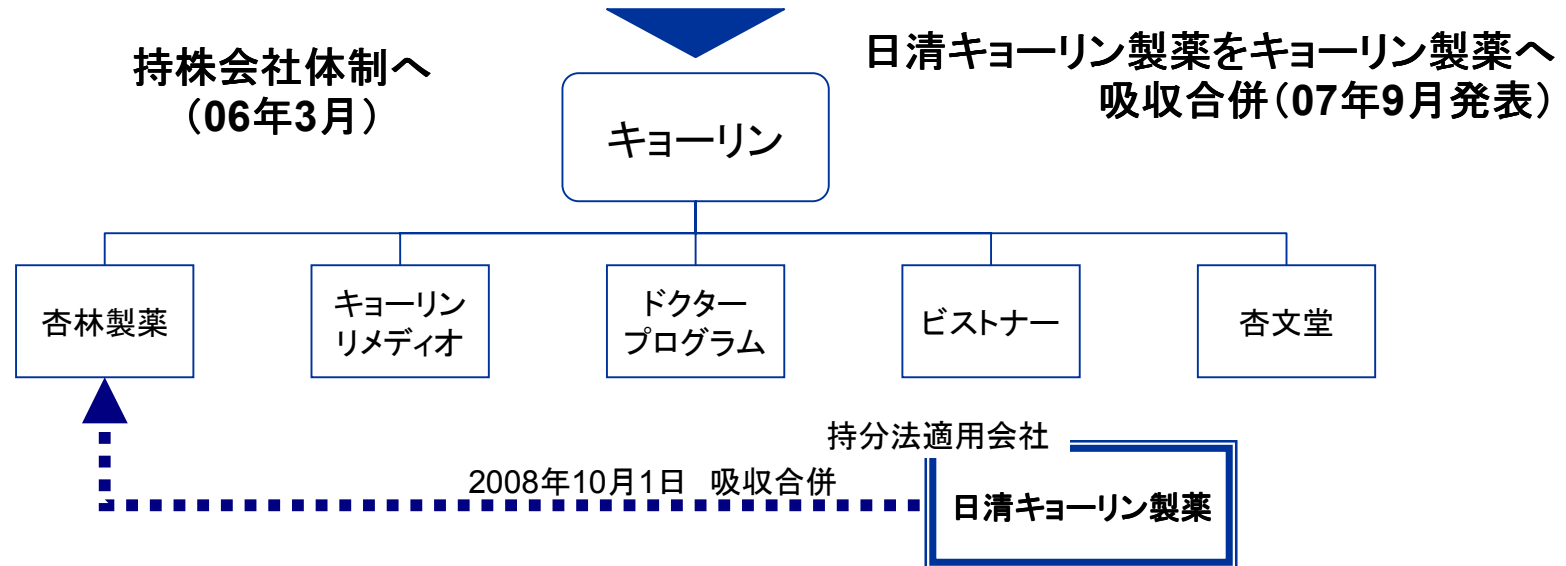 持株会社体制へ
（06年3月）
日清キョーリン製薬をキョーリン製薬へ
吸収合併（07年9月発表）
キョーリン
杏林製薬
キョーリン
リメディオ
ドクター
プログラム
ビストナー
杏文堂
持分法適用会社
2008年10月1日　吸収合併
日清キョーリン製薬